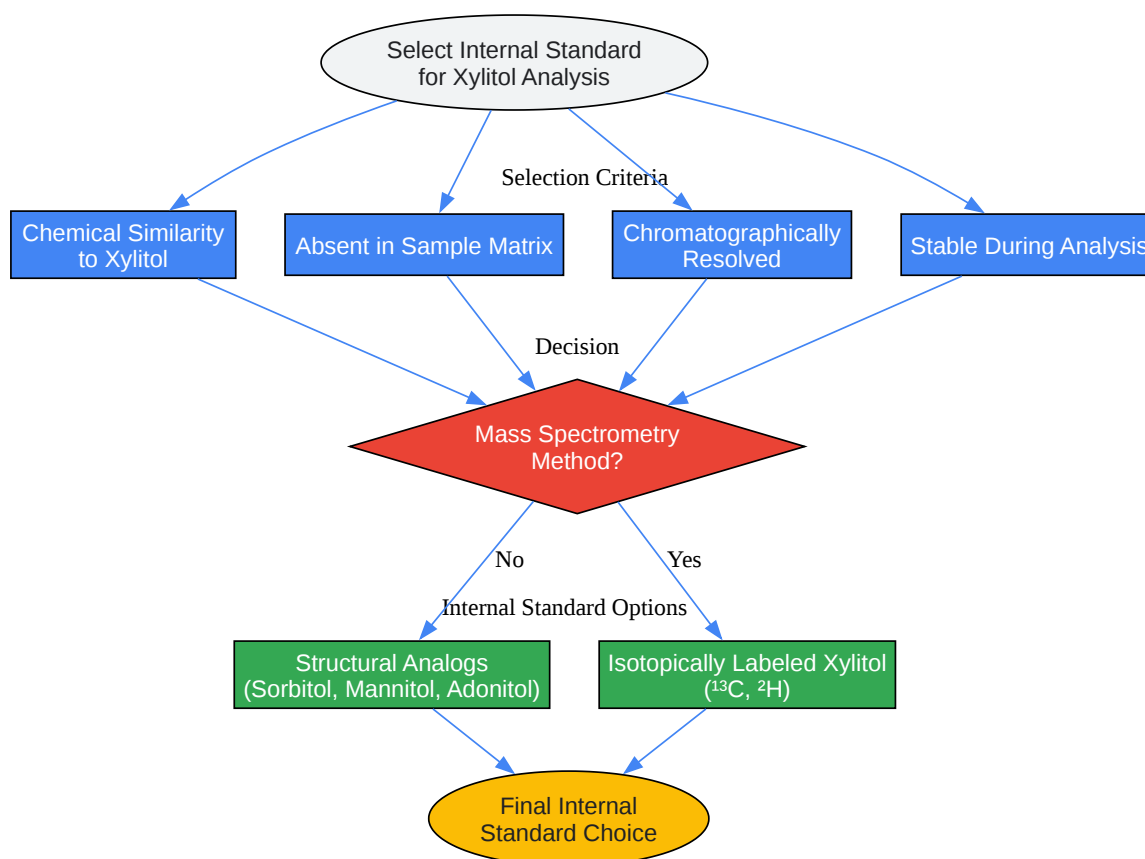 Select Internal Standard
for Xylitol Analysis
Selection Criteria
Chemical Similarity
to Xylitol
Absent in Sample Matrix
Chromatographically
Resolved
Stable During Analysis
Decision
Mass Spectrometry
Method?
No
Yes
Internal Standard Options
Structural Analogs
(Sorbitol, Mannitol, Adonitol)
Isotopically Labeled Xylitol
(¹³C, ²H)
Final Internal
Standard Choice